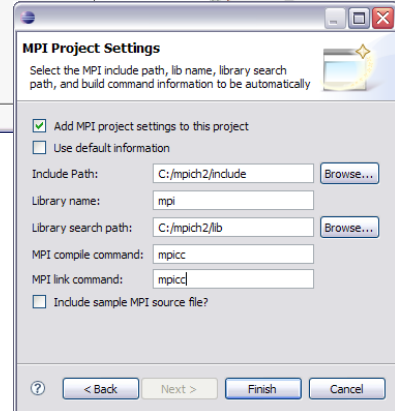 MPI Project Settings
Select the MPI include path, lib name, library search
path, and build command information to be automatically
Add MPI project settings to this project
Use default information
Include Path: C:/mpich2/include Browse...
Library name: mpi
Library search path: C:/mpich2/lib Browse...
MPI compile command: mpicc
MPI link command: mpicc
Include sample MPI source file?
? < Back Next > Finish Cancel